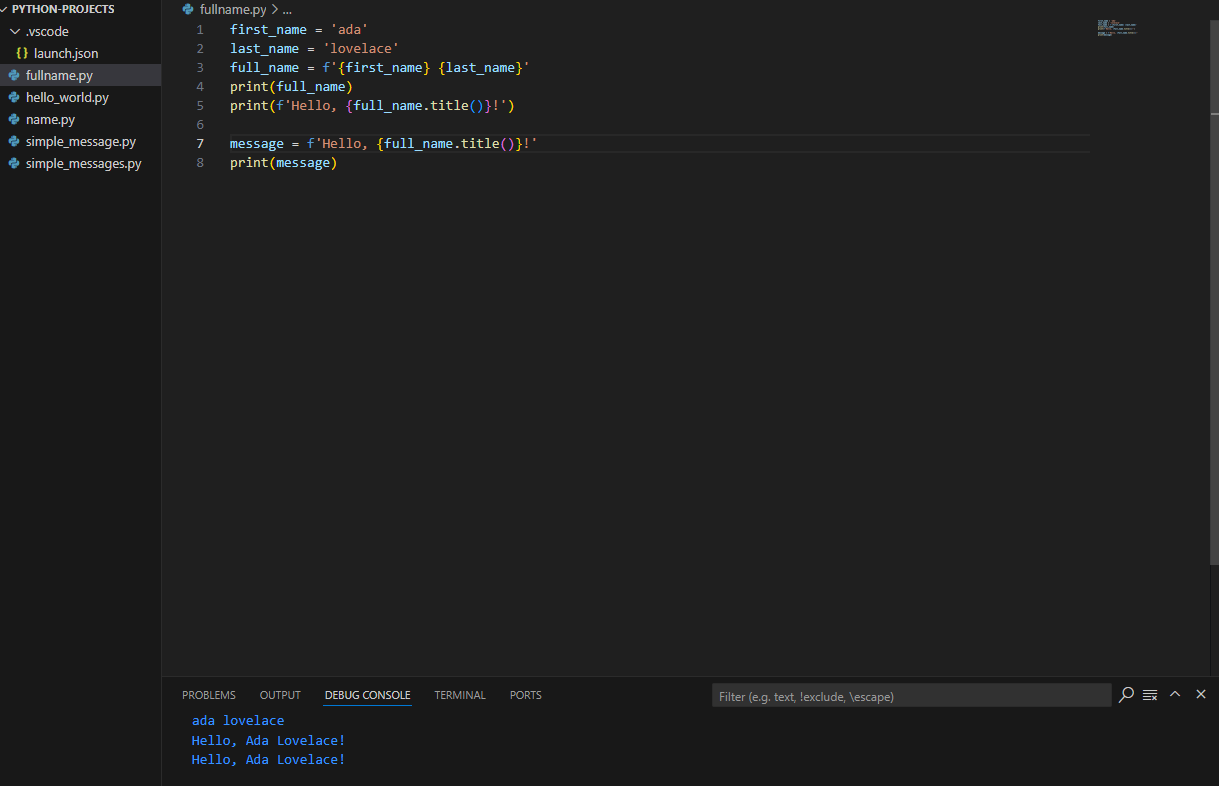 PYTHON-PROJECTS
.vscode
{} launch.json
fullname.py
hello_world.py
name.py
simple_message.py
simple_messages.py
fullname.py > ...
1 first_name = 'ada'
2 last_name = 'lovelace'
3 full_name = f'{first_name} {last_name}'
4 print(full_name)
5 print(f'Hello, {full_name.title()}!')
6
7 message = f'Hello, {full_name.title()}!'
8 print(message)
PROBLEMS OUTPUT DEBUG CONSOLE TERMINAL PORTS Filter (e.g. text, !exclude, \escape)
ada lovelace
Hello, Ada Lovelace!
Hello, Ada Lovelace!